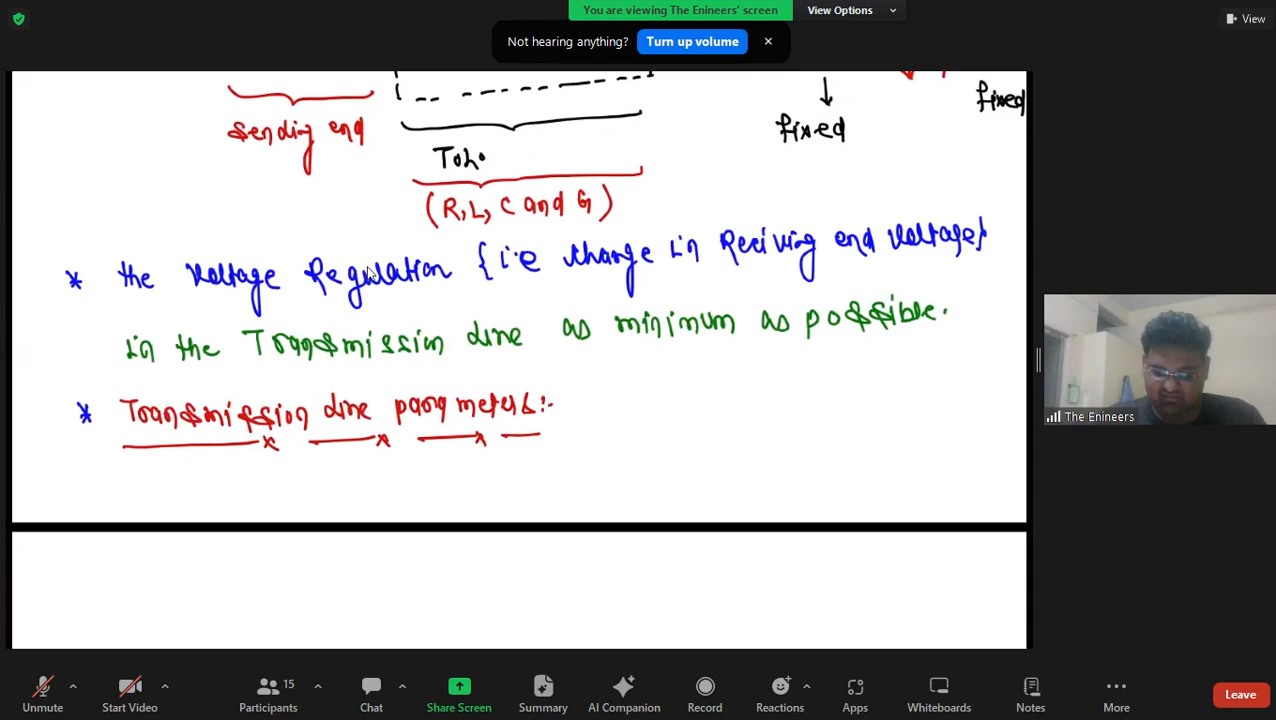 You are viewing The Enineers' screen
View Options
View
Not hearing anything?
Turn up volume
fixed
sending end
fixed
T.L.
(R, L, C and G)
* the voltage Regulation {i.e change in Reciving end voltage}
in the Transmission line as minimum as possible.
* Transmission line parameters:-
The Enineers
Unmute
Start Video
Participants
15
Chat
Share Screen
Summary
AI Companion
Record
Reactions
Apps
Whiteboards
Notes
More
Leave